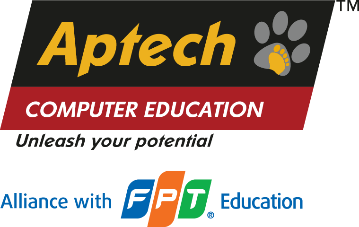 Aptech TM
COMPUTER EDUCATION
Unleash your potential
Alliance with FPT® Education